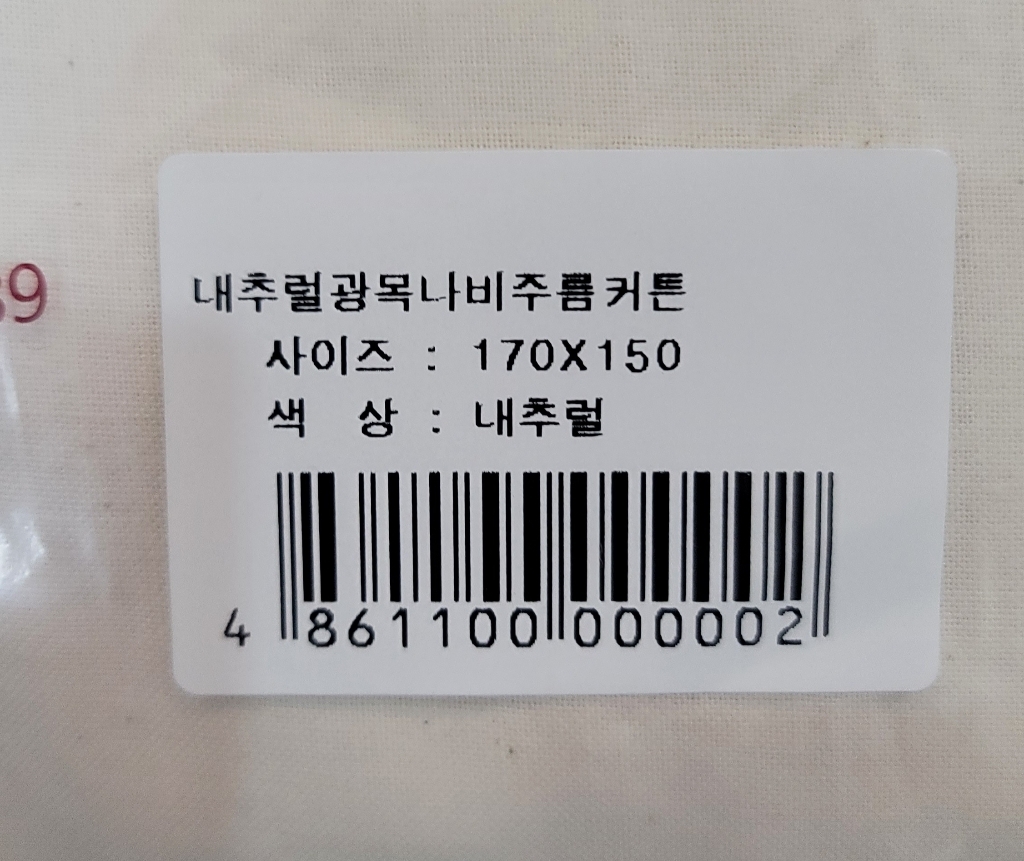 내추럴광목나비주름커튼
사이즈 : 170X150
색 상 : 내추럴
4 861100 000002
9